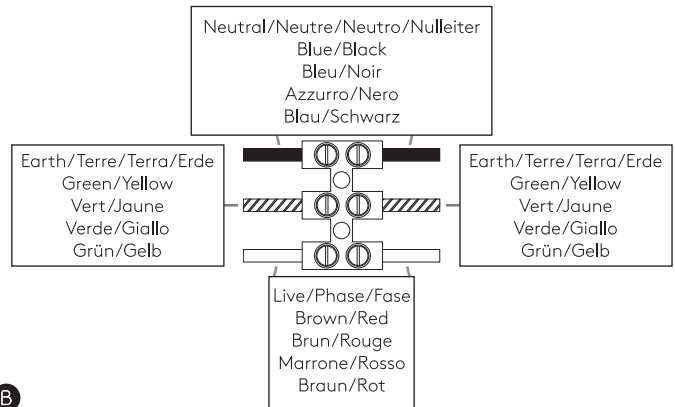 Neutral/Neutre/Neutro/Nulleiter
Blue/Black
Bleu/Noir
Azzurro/Nero
Blau/Schwarz
Earth/Terre/Terra/Erde
Green/Yellow
Vert/Jaune
Verde/Giallo
Grün/Gelb
Earth/Terre/Terra/Erde
Green/Yellow
Vert/Jaune
Verde/Giallo
Grün/Gelb
Live/Phase/Fase
Brown/Red
Brun/Rouge
Marrone/Rosso
Braun/Rot
B